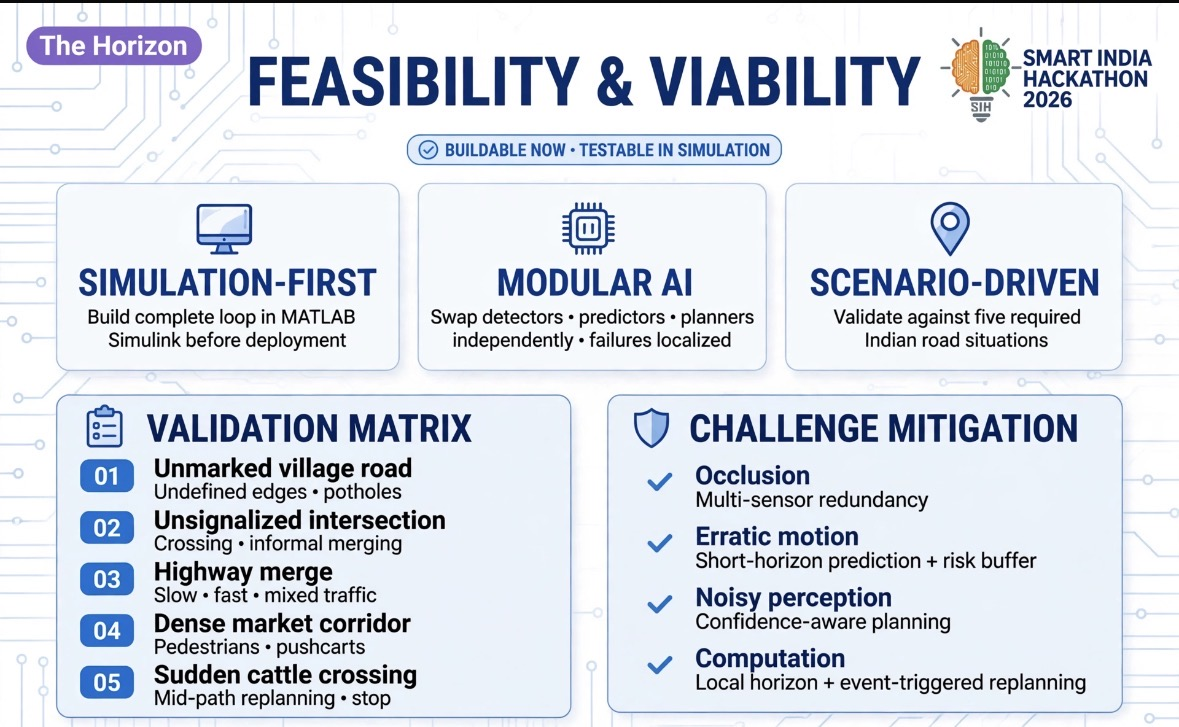 The Horizon
FEASIBILITY & VIABILITY
SIH
SMART INDIA
HACKATHON
2026
BUILDABLE NOW • TESTABLE IN SIMULATION
SIMULATION-FIRST
Build complete loop in MATLAB
Simulink before deployment
MODULAR AI
Swap detectors • predictors • planners
independently • failures localized
SCENARIO-DRIVEN
Validate against five required
Indian road situations
VALIDATION MATRIX
01 Unmarked village road
Undefined edges • potholes
02 Unsignalized intersection
Crossing • informal merging
03 Highway merge
Slow • fast • mixed traffic
04 Dense market corridor
Pedestrians • pushcarts
05 Sudden cattle crossing
Mid-path replanning • stop
CHALLENGE MITIGATION
Occlusion
Multi-sensor redundancy
Erratic motion
Short-horizon prediction + risk buffer
Noisy perception
Confidence-aware planning
Computation
Local horizon + event-triggered replanning